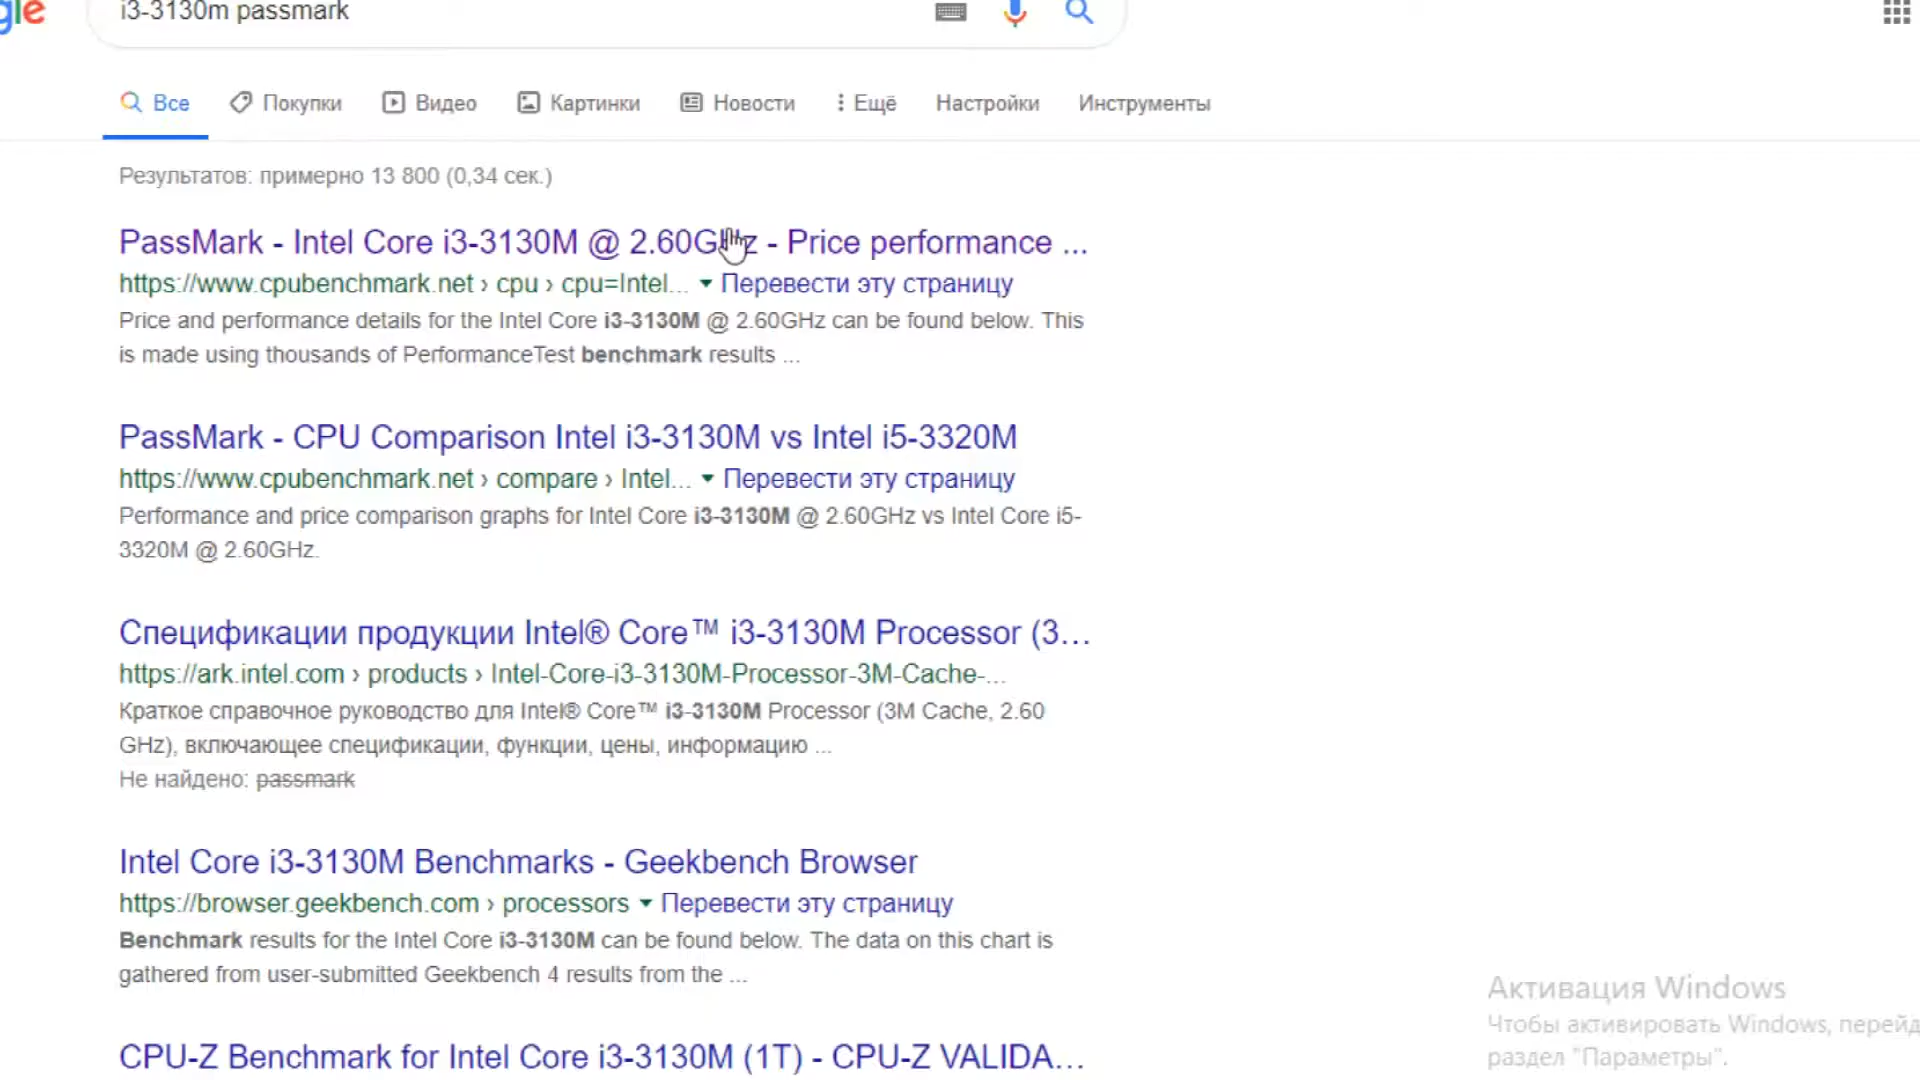 gle
i3-3130m passmark
Все Покупки Видео Картинки Новости Ещё Настройки Инструменты
Результатов: примерно 13 800 (0,34 сек.)
PassMark - Intel Core i3-3130M @ 2.60GHz - Price performance ...
https://www.cpubenchmark.net › cpu › cpu=Intel... Перевести эту страницу
Price and performance details for the Intel Core i3-3130M @ 2.60GHz can be found below. This
is made using thousands of PerformanceTest benchmark results ...
PassMark - CPU Comparison Intel i3-3130M vs Intel i5-3320M
https://www.cpubenchmark.net › compare › Intel... Перевести эту страницу
Performance and price comparison graphs for Intel Core i3-3130M @ 2.60GHz vs Intel Core i5-
3320M @ 2.60GHz.
Спецификации продукции Intel® Core™ i3-3130M Processor (3...
https://ark.intel.com › products › Intel-Core-i3-3130M-Processor-3M-Cache-...
Краткое справочное руководство для Intel® Core™ i3-3130M Processor (3M Cache, 2.60
GHz), включающее спецификации, функции, цены, информацию ...
Не найдено: passmark
Intel Core i3-3130M Benchmarks - Geekbench Browser
https://browser.geekbench.com › processors Перевести эту страницу
Benchmark results for the Intel Core i3-3130M can be found below. The data on this chart is
gathered from user-submitted Geekbench 4 results from the ...
CPU-Z Benchmark for Intel Core i3-3130M (1T) - CPU-Z VALIDA...
Активация Windows
Чтобы активировать Windows, перейд
раздел "Параметры".